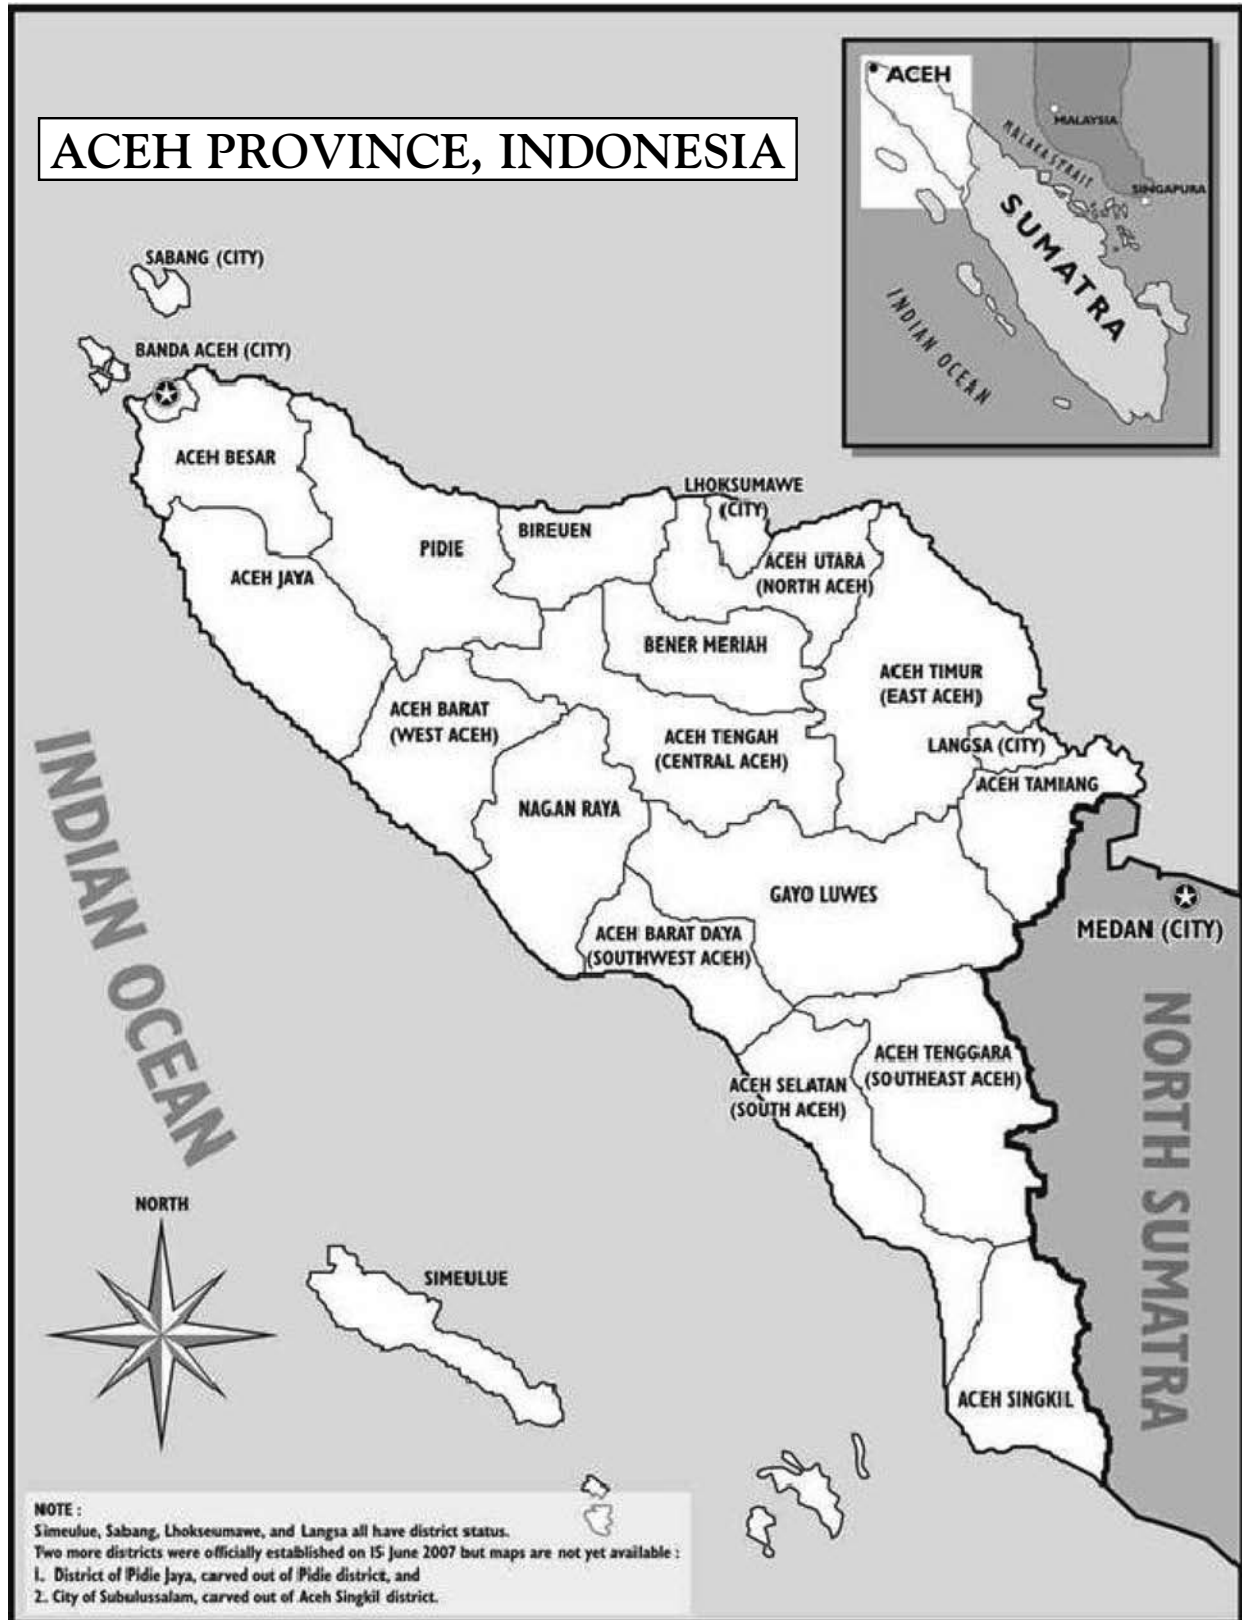 ACEH PROVINCE, INDONESIA
ACEH
MALAYSIA
MALAKA STRAIT
SINGAPURA
SUMATRA
INDIAN OCEAN
SABANG (CITY)
BANDA ACEH (CITY)
ACEH BESAR
LHOKSUMAWE
(CITY)
BIREUEN
PIDIE
ACEH UTARA
(NORTH ACEH)
ACEH JAYA
BENER MERIAH
ACEH TIMUR
(EAST ACEH)
ACEH BARAT
(WEST ACEH)
ACEH TENGAH
(CENTRAL ACEH)
LANGSA (CITY)
ACEH TAMIANG
NAGAN RAYA
INDIAN OCEAN
GAYO LUWES
MEDAN (CITY)
ACEH BARAT DAYA
(SOUTHWEST ACEH)
ACEH TENGGARA
(SOUTHEAST ACEH)
ACEH SELATAN
(SOUTH ACEH)
NORTH SUMATRA
NORTH
SIMEULUE
ACEH SINGKIL
NOTE :
Simeulue, Sabang, Lhokseumawe, and Langsa all have district status.
Two more districts were officially established on 15 June 2007 but maps are not yet available :
1. District of Pidie Jaya, carved out of Pidie district, and
2. City of Subulussalam, carved out of Aceh Singkil district.